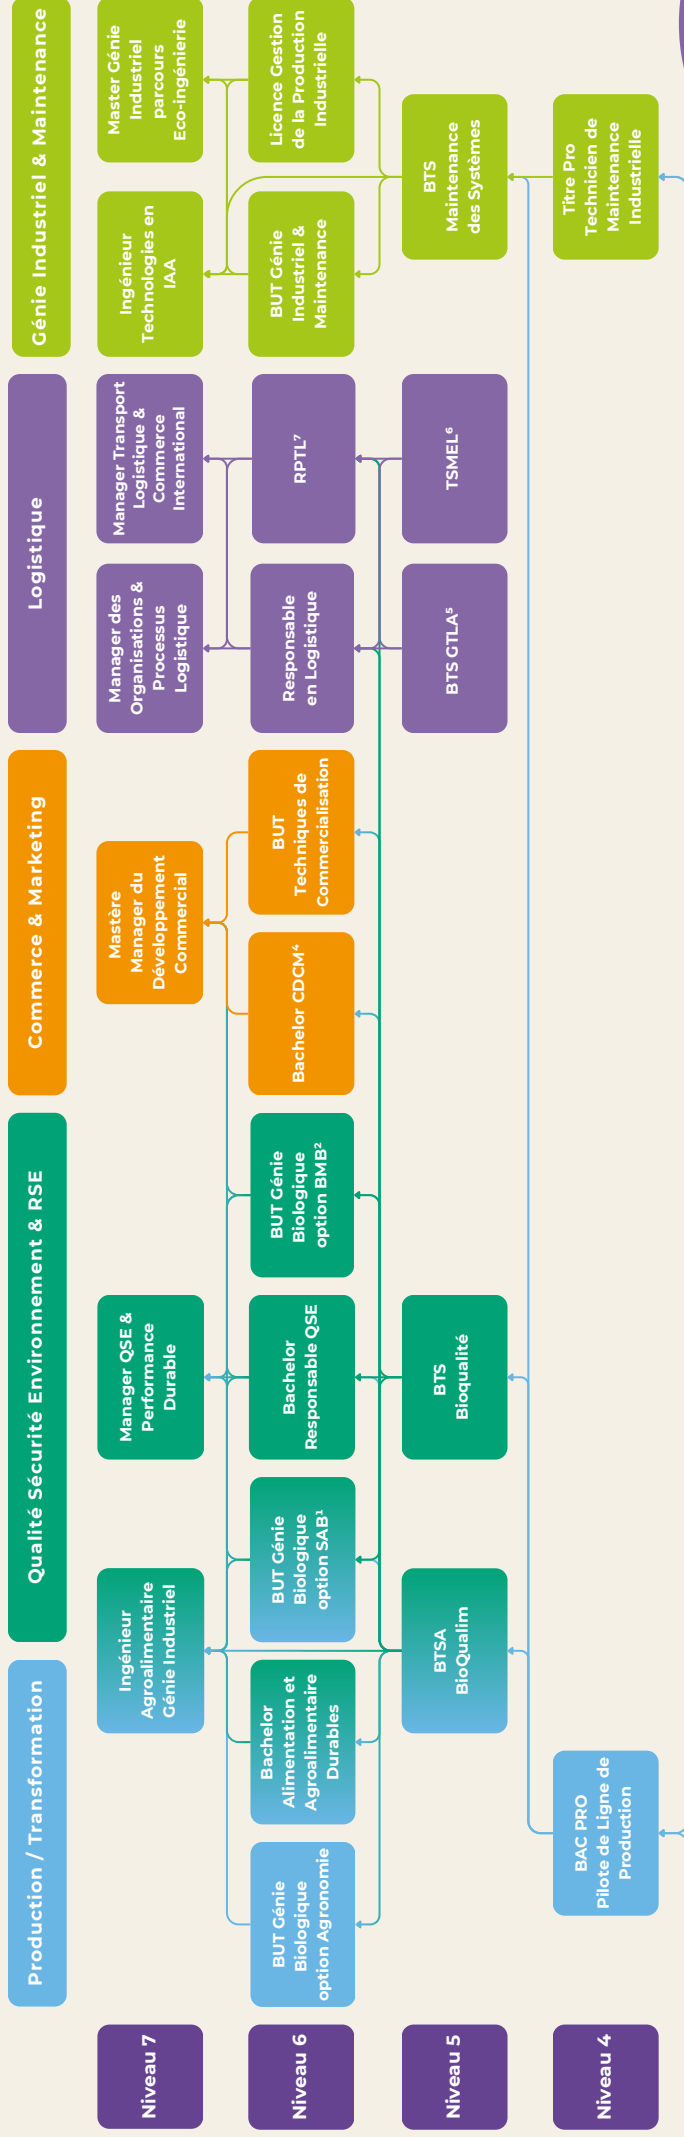 Production / Transformation
Qualité Sécurité Environnement & RSE
Commerce & Marketing
Logistique
Génie Industriel & Maintenance
Niveau 7
Ingénieur
Agroalimentaire
Génie Industriel
Manager QSE &
Performance
Durable
Mastère
Manager du
Développement
Commercial
Manager des
Organisations &
Processus
Logistique
Manager Transport
Logistique &
Commerce
International
Ingénieur
Technologies en
IAA
Master Génie
Industriel
parcours
Eco-ingénierie
Niveau 6
BUT Génie
Biologique
option Agronomie
Bachelor
Alimentation et
Agroalimentaire
Durables
BUT Génie
Biologique
option SAB¹
Bachelor
Responsable QSE
BUT Génie
Biologique
option BMB²
Bachelor CDCM⁴
BUT
Techniques de
Commercialisation
Responsable
en Logistique
RPTL⁷
BUT Génie
Industriel &
Maintenance
Licence Gestion
de la Production
Industrielle
Niveau 5
BTSA
BioQualim
BTS
Bioqualité
BTS GTLA⁵
TSMEL⁶
BTS
Maintenance
des Systèmes
Niveau 4
BAC PRO
Pilote de Ligne de
Production
Titre Pro
Technicien de
Maintenance
Industrielle